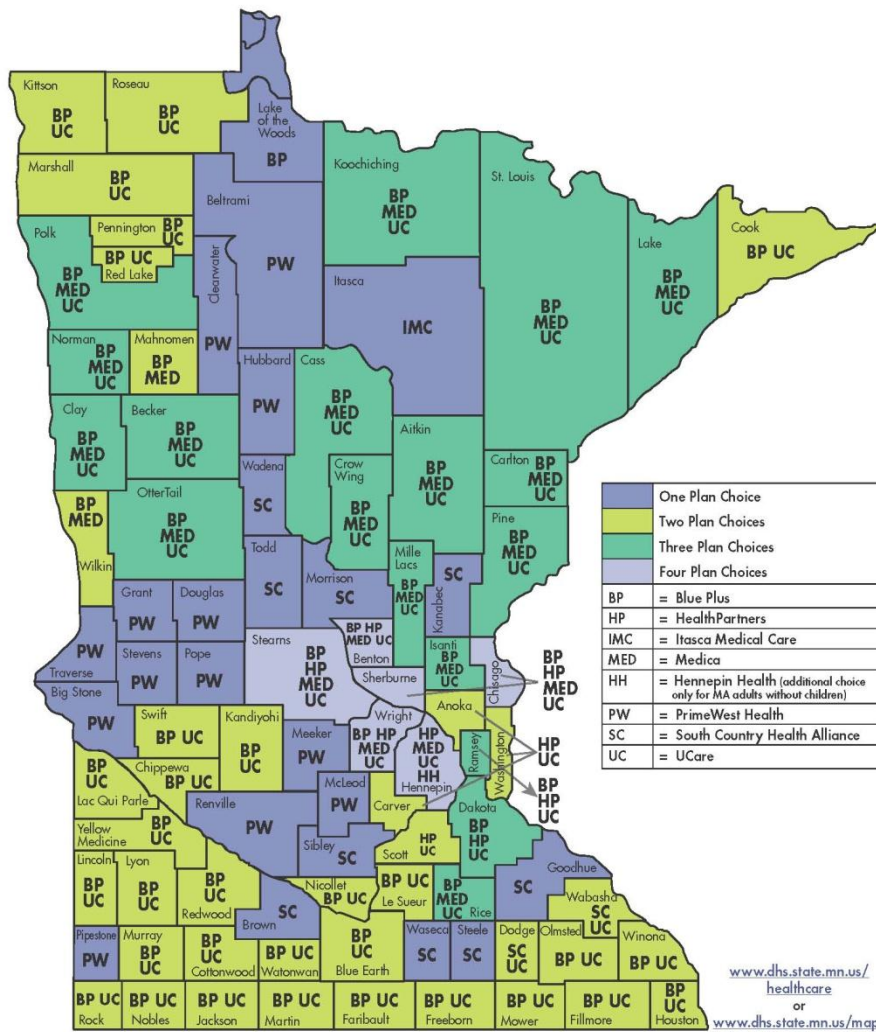 Kittson
BP
UC
Roseau
BP
UC
Lake
of the
Woods
BP
Koochiching
BP
MED
UC
St. Louis
BP
MED
UC
Lake
BP
MED
UC
Cook
BP UC
Marshall
BP
UC
Beltrami
PW
Polk
BP
MED
UC
Pennington
BP
UC
BP UC
Red Lake
Clearwater
PW
Itasca
IMC
Norman
BP
MED
UC
Mahnomen
BP
MED
Hubbard
PW
Cass
BP
MED
UC
Clay
BP
MED
UC
Becker
BP
MED
UC
Aitkin
BP
MED
UC
Wadena
SC
Crow
Wing
BP
MED
UC
Carlton
BP
MED
UC
BP
MED
Wilkin
OtterTail
BP
MED
UC
Pine
BP
MED
UC
Todd
SC
Morrison
SC
Mille
Lacs
BP
MED
UC
SC
Kanabec
Grant
PW
Douglas
PW
PW
Traverse
Stevens
PW
Pope
PW
Stearns
BP
HP
MED
UC
BP HP
MED UC
Benton
Sherburne
Isanti
BP
MED
UC
Chisago
BP
HP
MED
UC
Big Stone
PW
Swift
BP UC
Kandiyohi
BP
UC
Meeker
PW
Wright
BP HP
MED
UC
HP
MED
UC
HH
Hennepin
Anoka
Ramsey
Washington
HP
UC
BP
HP
UC
BP
UC
Lac Qui Parle
Chippewa
BP UC
Renville
PW
McLeod
PW
Carver
Yellow
Medicine
BP
UC
Sibley
SC
HP
UC
Scott
Dakota
BP
HP
UC
Lincoln
BP
UC
Lyon
BP
UC
BP
UC
Redwood
Nicollet
BP UC
BP UC
Le Sueur
BP
MED
UC
Rice
Goodhue
SC
Wabasha
SC
UC
SC
Brown
Pipestone
PW
Murray
BP
UC
BP
UC
Cottonwood
BP UC
Watonwan
BP
UC
Blue Earth
Waseca
SC
Steele
SC
Dodge
SC
UC
Olmsted
BP UC
Winona
BP UC
BP UC
Rock
BP UC
Nobles
BP UC
Jackson
BP UC
Martin
BP UC
Faribault
BP UC
Freeborn
BP UC
Mower
BP UC
Fillmore
BP
UC
Houston
One Plan Choice
Two Plan Choices
Three Plan Choices
Four Plan Choices
BP = Blue Plus
HP = HealthPartners
IMC = Itasca Medical Care
MED = Medica
HH = Hennepin Health (additional choice
only for MA adults without children)
PW = PrimeWest Health
SC = South Country Health Alliance
UC = UCare
www.dhs.state.mn.us/
healthcare
or
www.dhs.state.mn.us/map